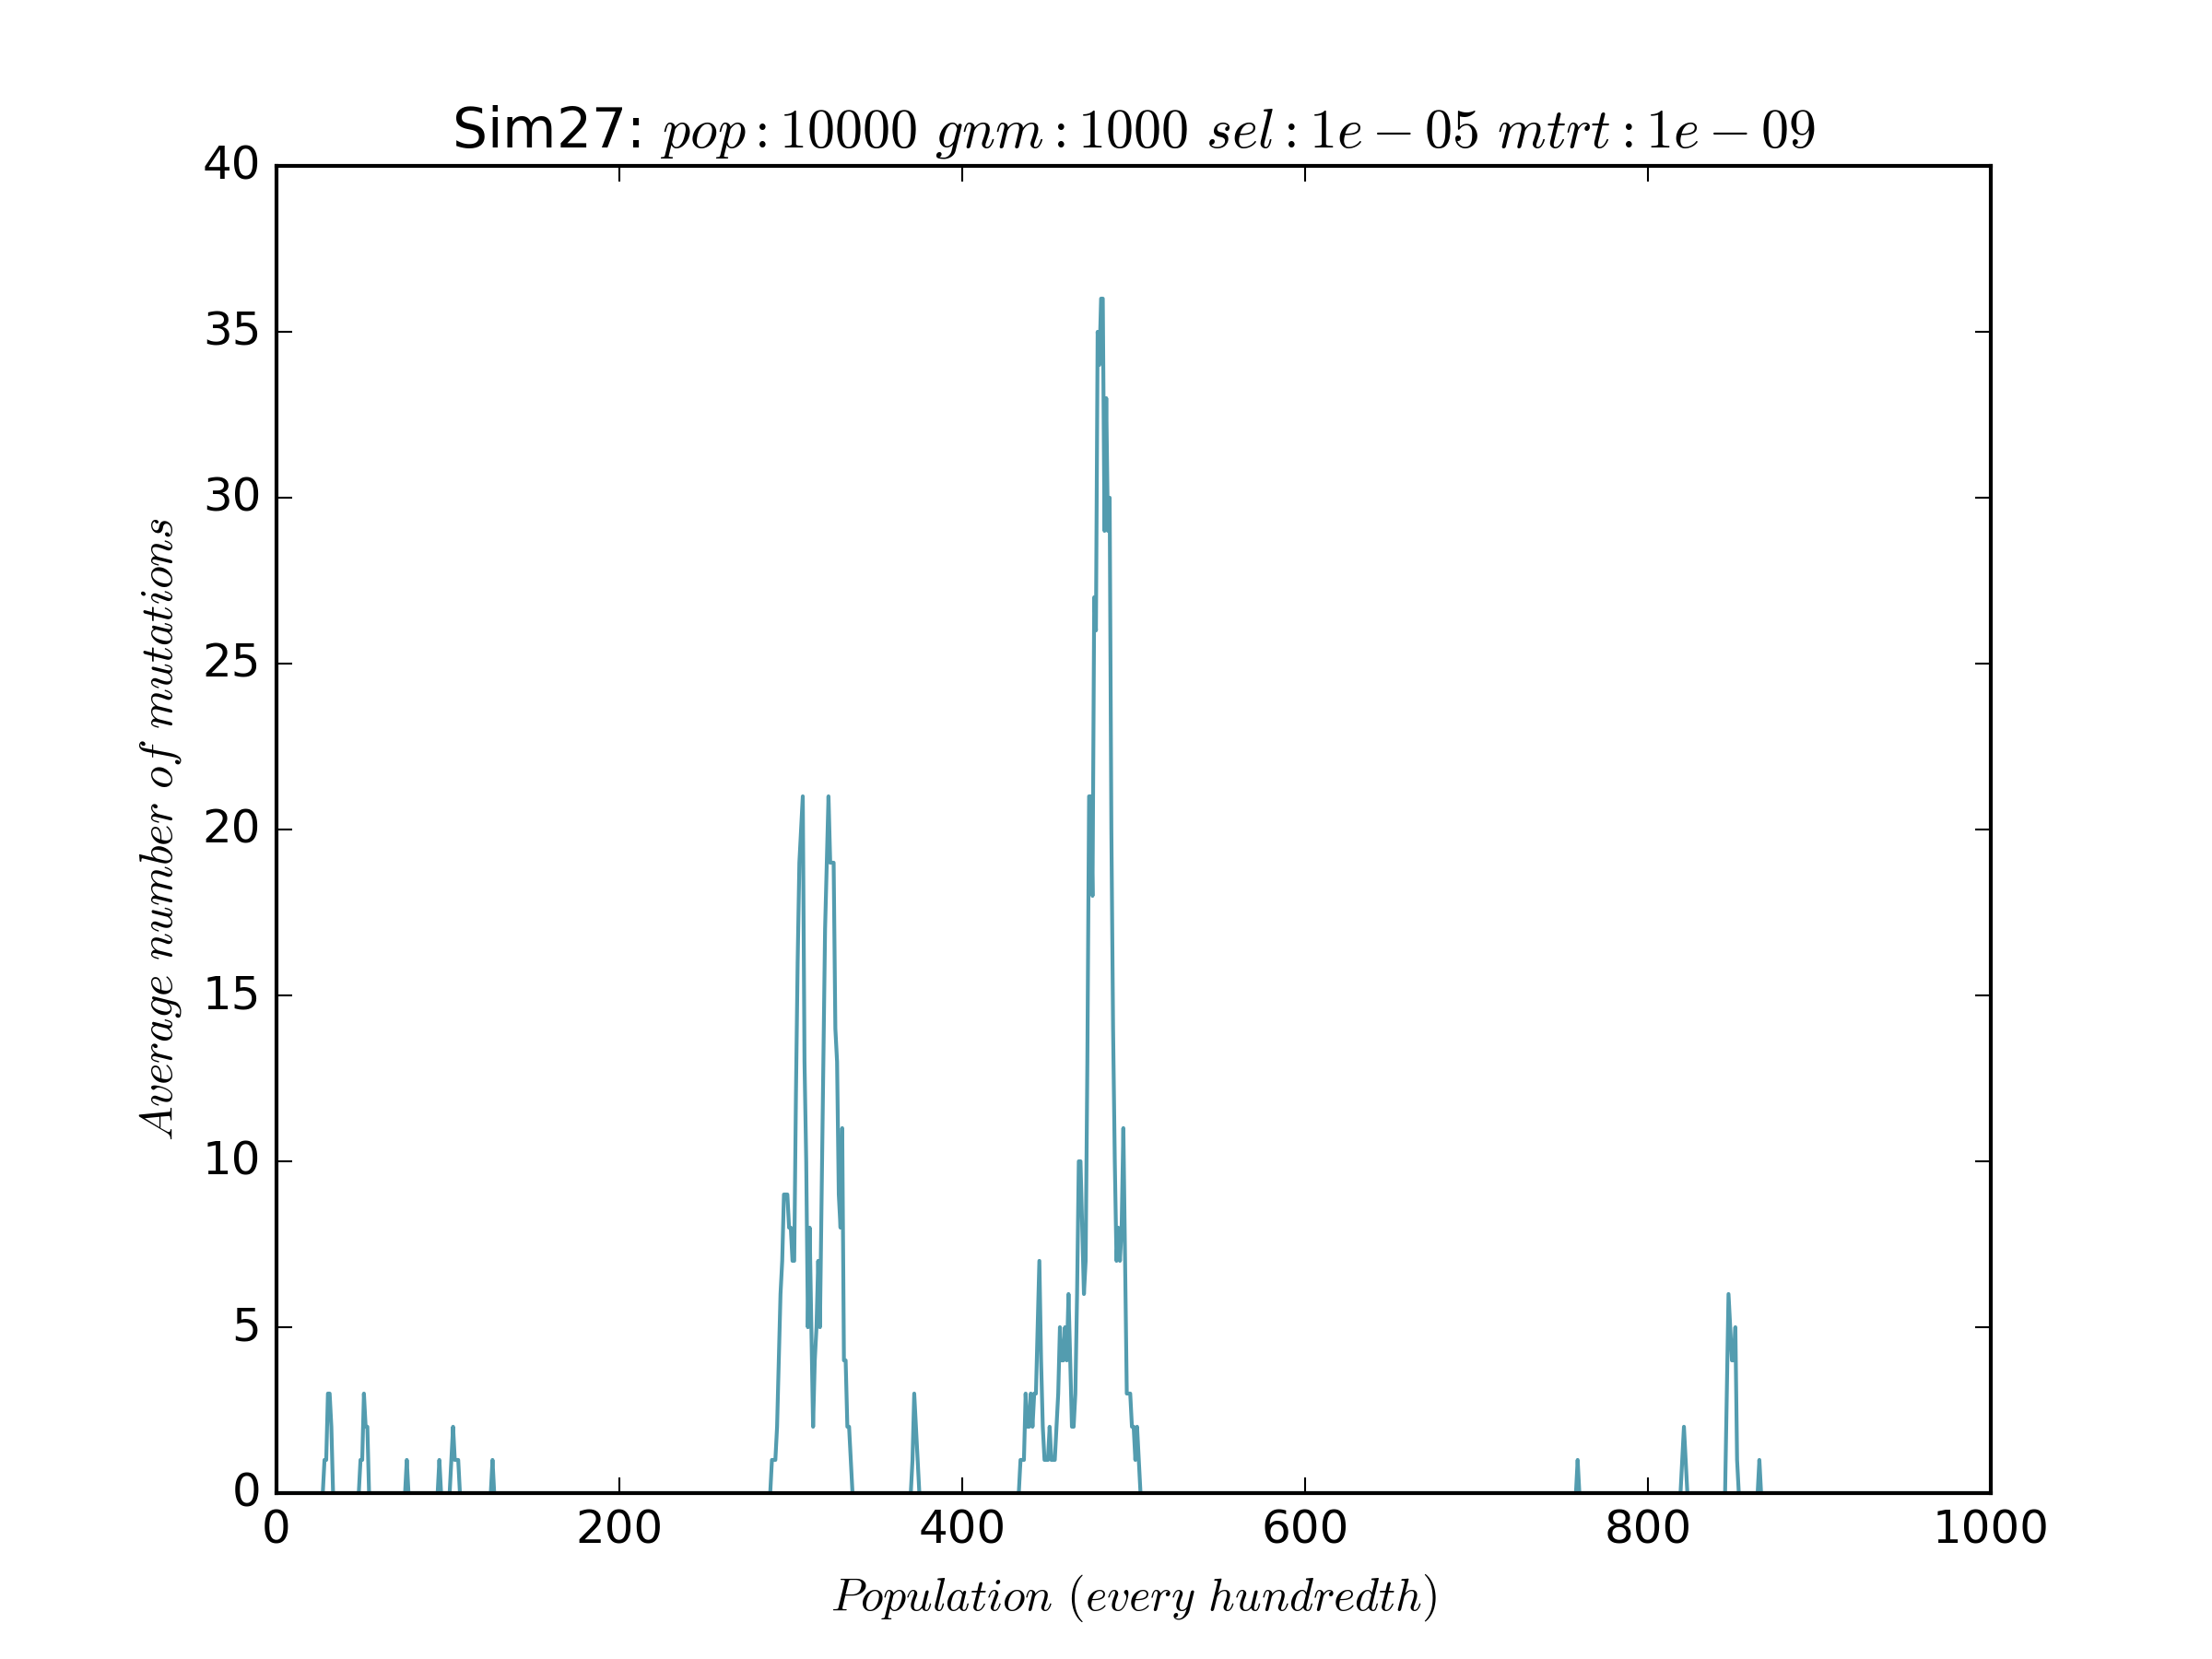 Sim27: pop : 10000 gnm : 1000 sel : 1e − 05 mtrt : 1e − 09
40
35
30
25
20
15
10
5
0
Average number of mutations
0 200 400 600 800 1000
Population (every hundredth)